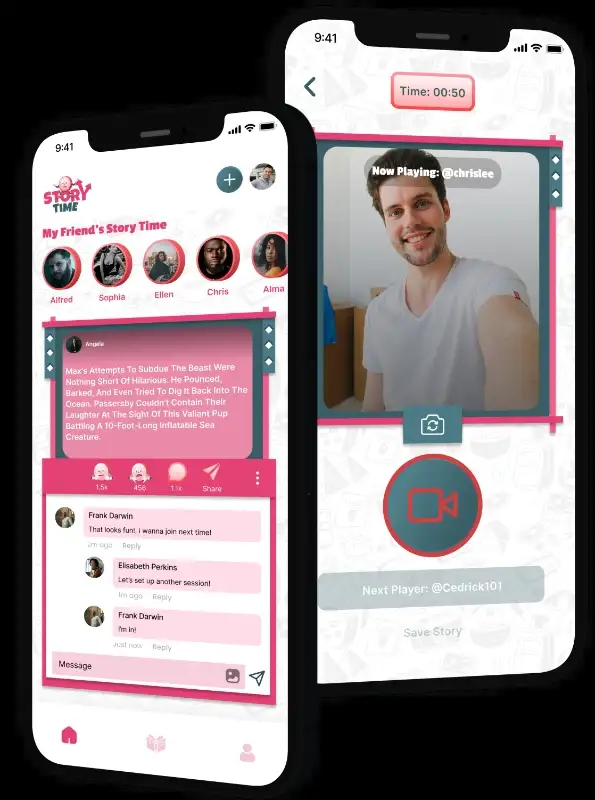 9:41
STORY
TIME
My Friend's Story Time
Alfred
Sophia
Ellen
Chris
Alma
Angela
Max's Attempts To Subdue The Beast Were
Nothing Short Of Hilarious. He Pounced,
Barked, And Even Tried To Dig It Back Into The
Ocean. Passersby Couldn't Contain Their
Laughter At The Sight Of This Valiant Pup
Battling A 10-Foot-Long Inflatable Sea
Creature.
1.5k
456
1.1k
Share
Frank Darwin
That looks fun!, i wanna join next time!
2m ago Reply
Elisabeth Perkins
Let's set up another session!
1m ago Reply
Frank Darwin
I'm in!
Just now Reply
Message
9:41
Time: 00:50
Now Playing: @chrislee
Next Player: @Cedrick101
Save Story